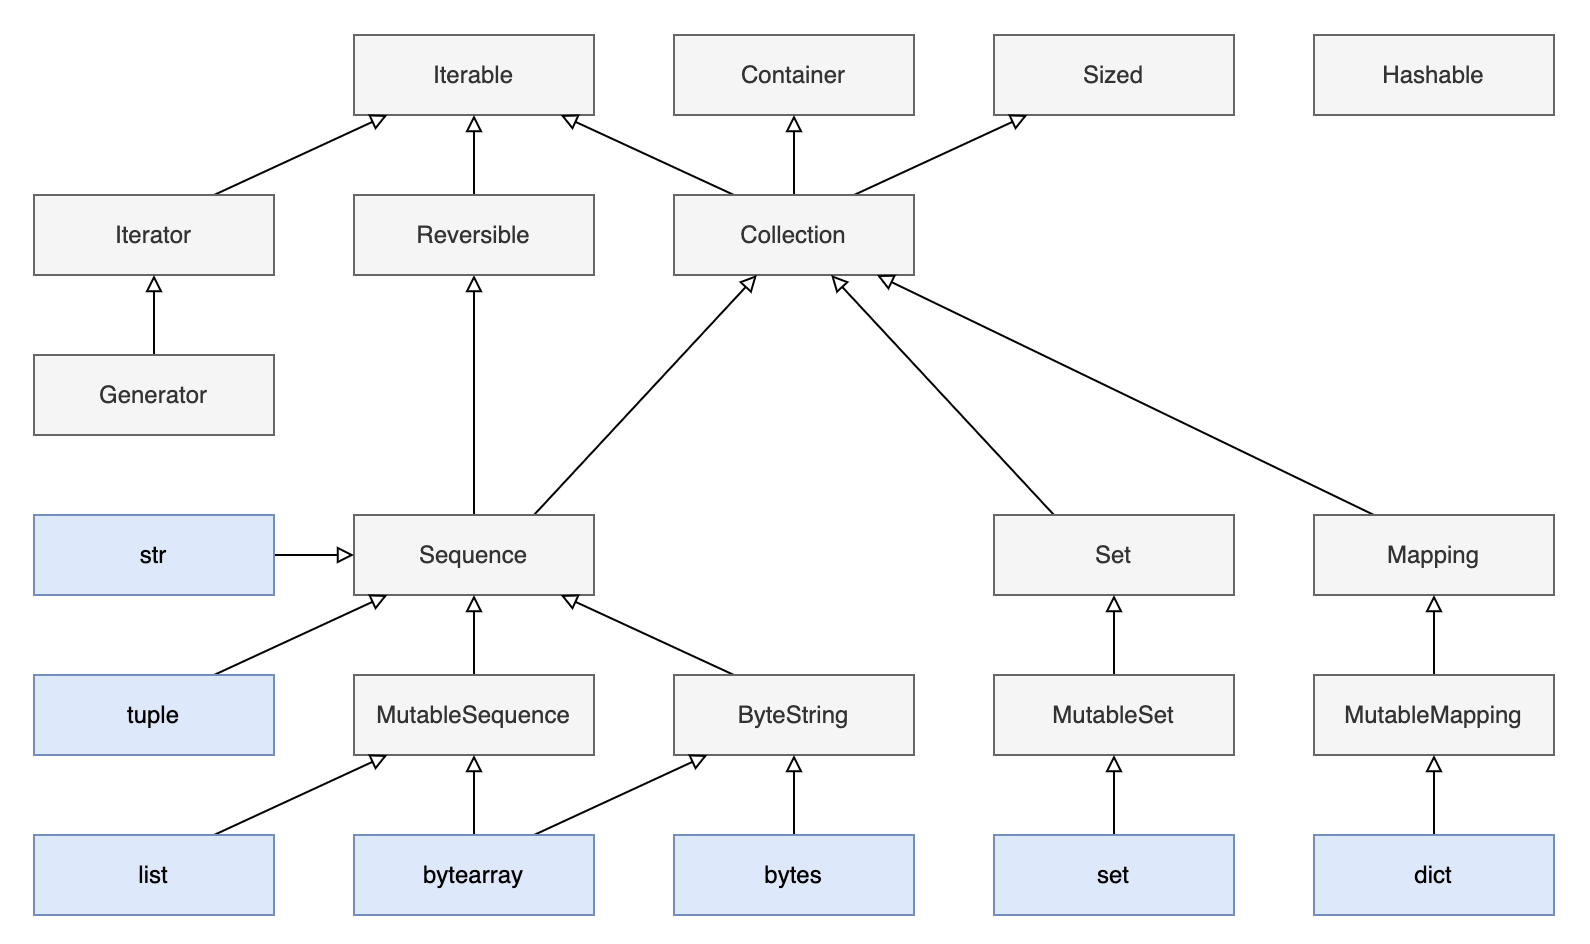 Iterable
Container
Sized
Hashable
Iterator
Reversible
Collection
Generator
str
Sequence
Set
Mapping
tuple
MutableSequence
ByteString
MutableSet
MutableMapping
list
bytearray
bytes
set
dict